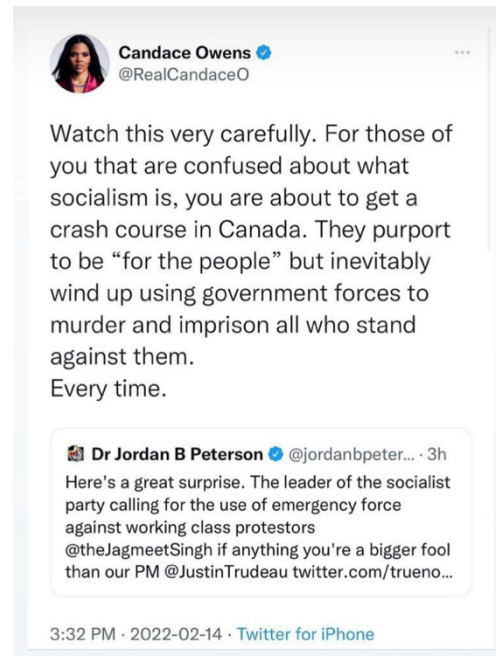 Candace Owens
@RealCandaceO
Watch this very carefully. For those of
you that are confused about what
socialism is, you are about to get a
crash course in Canada. They purport
to be “for the people” but inevitably
wind up using government forces to
murder and imprison all who stand
against them.
Every time.
Dr Jordan B Peterson @jordanbpeter... · 3h
Here's a great surprise. The leader of the socialist
party calling for the use of emergency force
against working class protestors
@theJagmeetSingh if anything you're a bigger fool
than our PM @JustinTrudeau twitter.com/trueno...
3:32 PM · 2022-02-14 · Twitter for iPhone